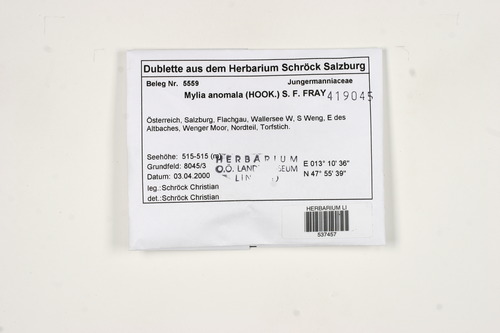 Dublette aus dem Herbarium Schröck Salzburg
Beleg Nr. 5559 Jungermanniaceae
Mylia anomala (HOOK.) S. F. FRAY 419045
Österreich, Salzburg, Flachgau, Wallersee W, S Weng, E des
Altbaches, Wenger Moor, Nordteil, Torfstich.
Seehöhe: 515-515 (m)
HERBARIUM
E 013° 10' 36"
Grundfeld: 8045/3
O.Ö. LANDESMUSEUM
N 47° 55' 39"
Datum: 03.04.2000
LINZ
leg.:Schröck Christian
det.:Schröck Christian
HERBARIUM LI
537457